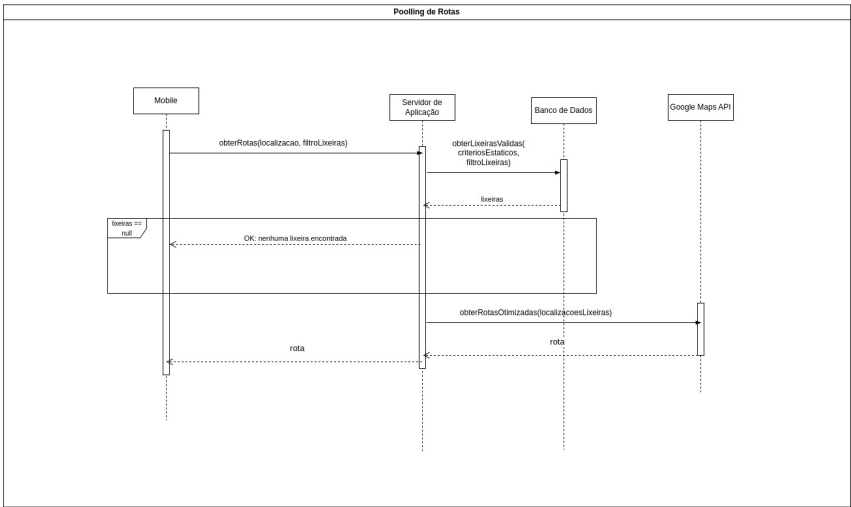 Poolling de Rotas
Mobile
Servidor de
Aplicação
Banco de Dados
Google Maps API
obterRotas(localizacao, filtroLixeiras)
obterLixeirasValidas(
criteriosEstaticos,
filtroLixeiras)
lixeiras
lixeiras ==
null
OK: nenhuma lixeira encontrada
obterRotasOtimizadas(localizacoesLixeiras)
rota
rota